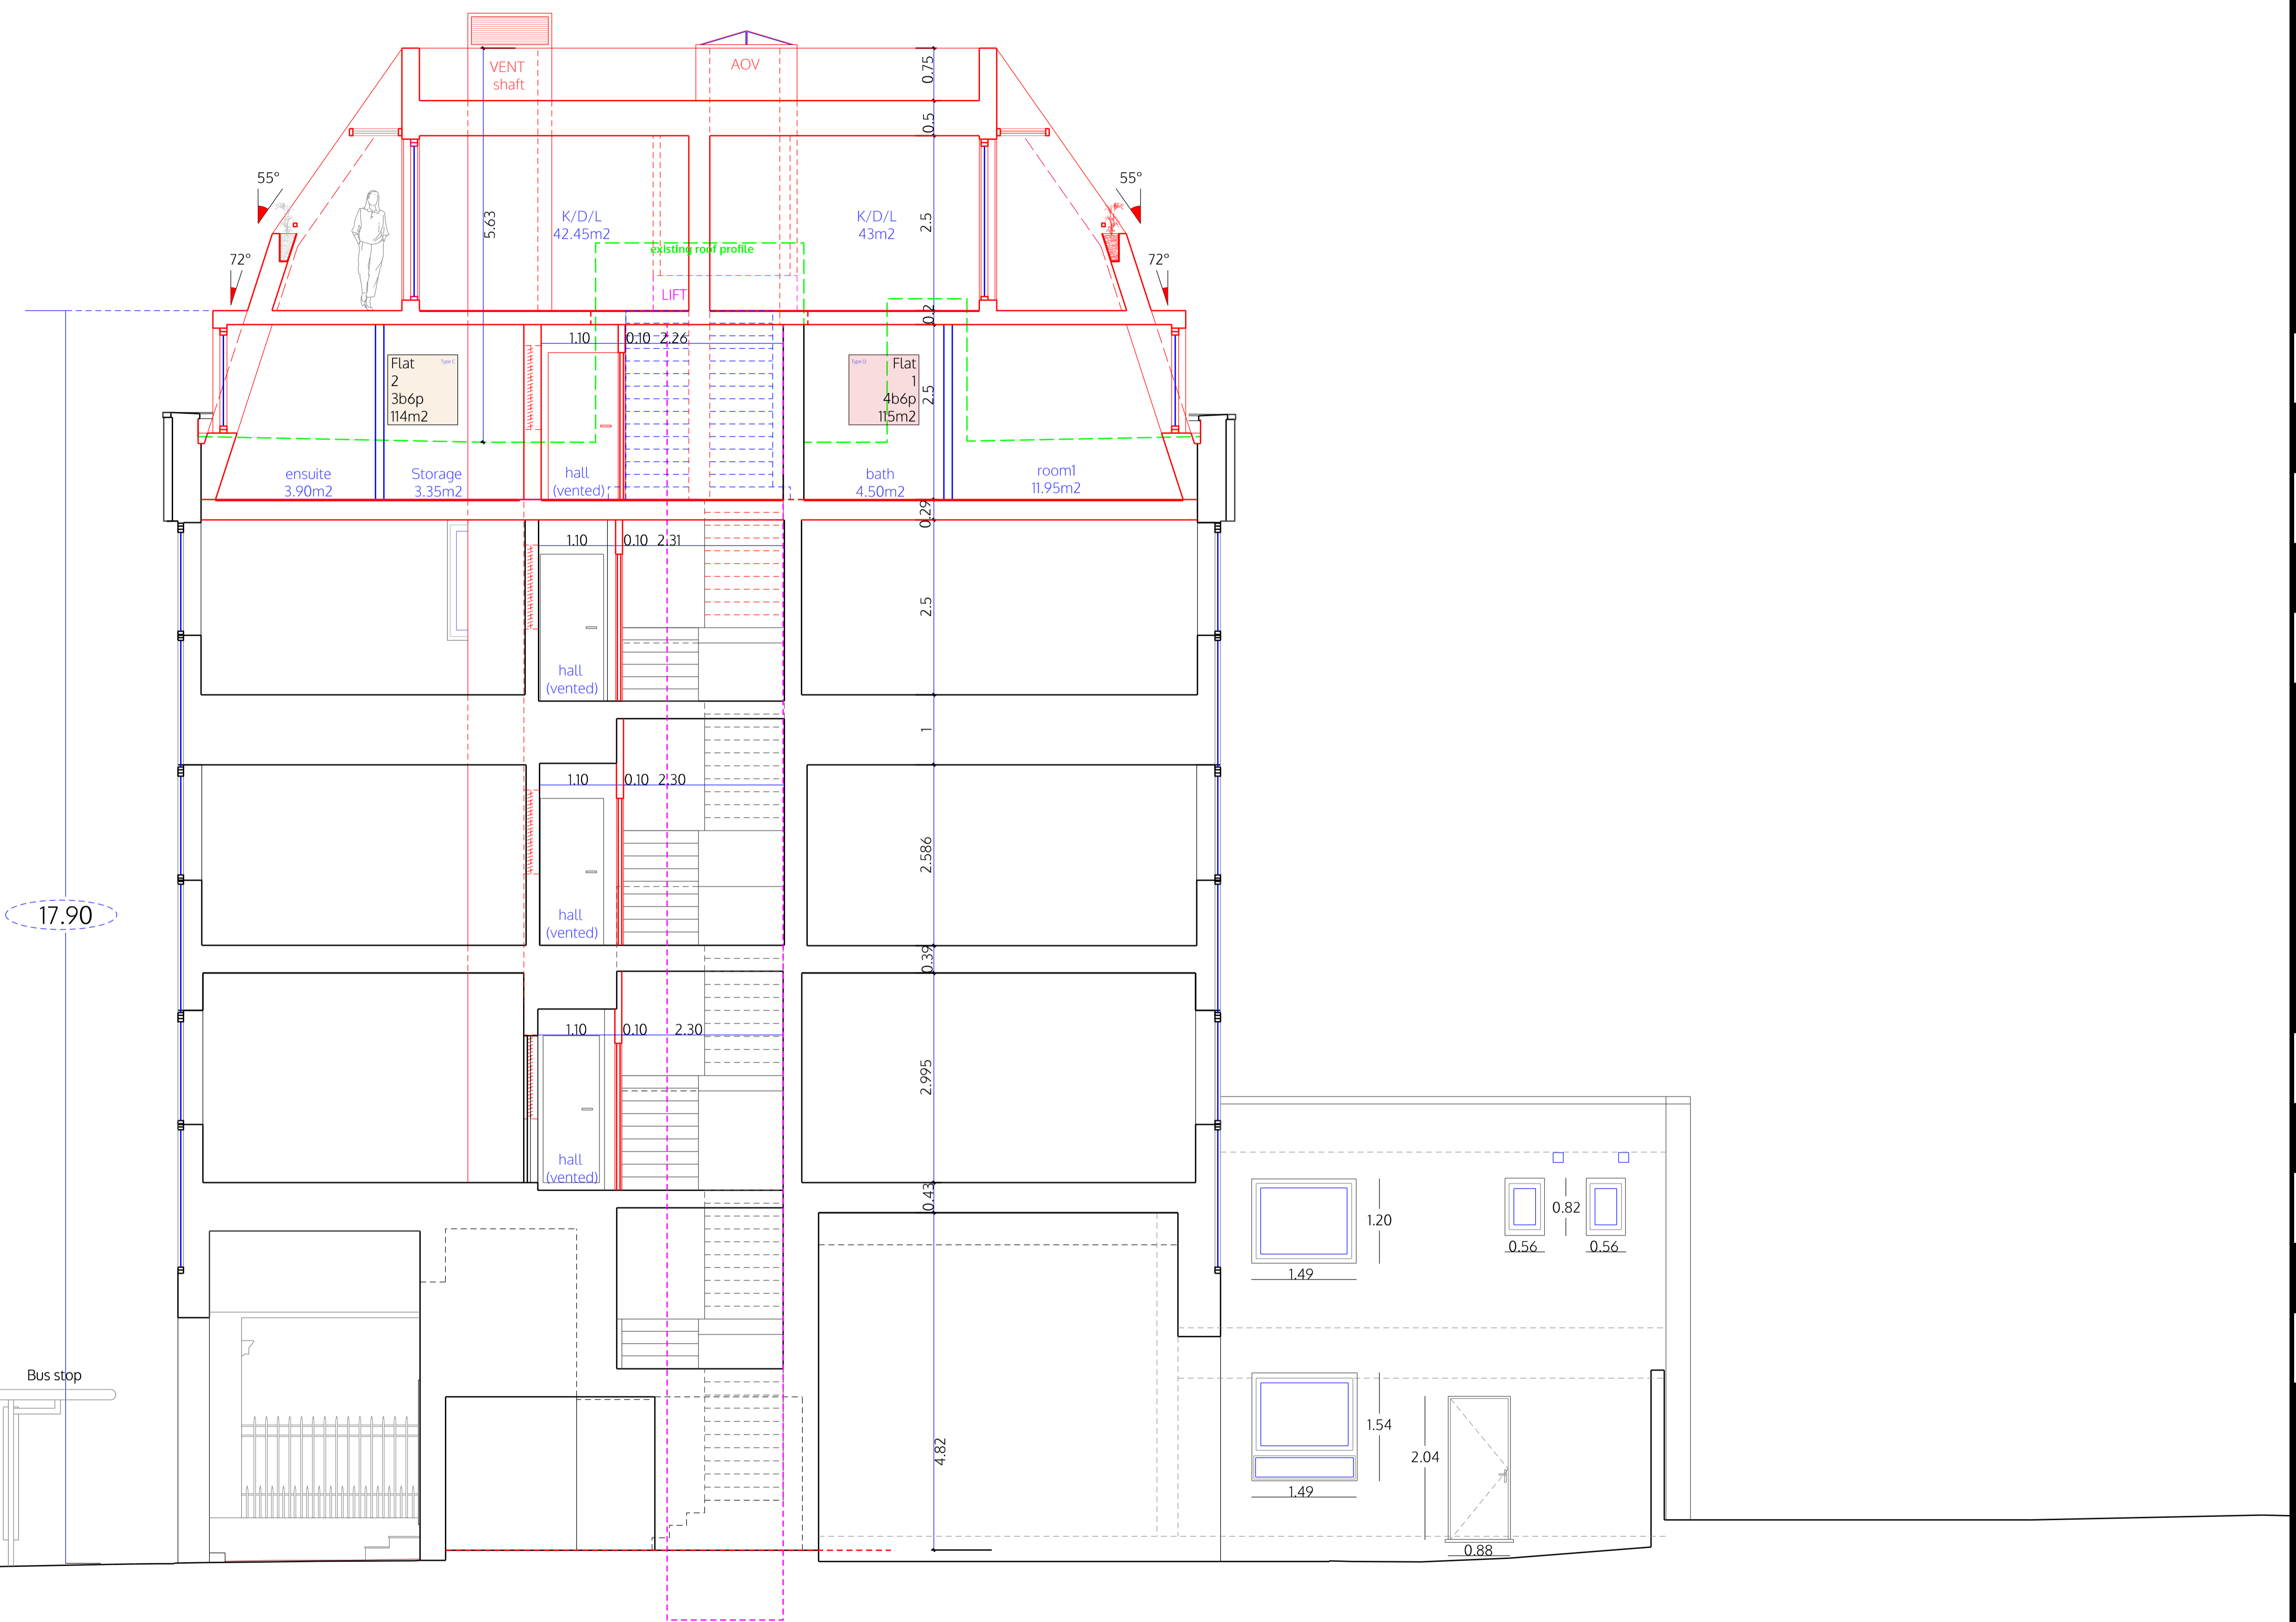 VENT
shaft
AOV
0.75
0.5
55°
55°
5.63
K/D/L
42.45m2
K/D/L
43m2
2.5
existing roof profile
72°
72°
LIFT
0.2
1.10
0.10
2.26
Flat
Type C
2
3b6p
114m2
Type D
Flat
1
4b6p
115m2
2.5
ensuite
3.90m2
Storage
3.35m2
hall
(vented)
bath
4.50m2
room1
11.95m2
0.29
1.10
0.10
2.31
2.5
hall
(vented)
1
1.10
0.10
2.30
2.586
17.90
hall
(vented)
0.39
1.10
0.10
2.30
2.995
hall
(vented)
0.43
1.20
0.82
0.56
0.56
1.49
Bus stop
1.54
2.04
4.82
1.49
0.88